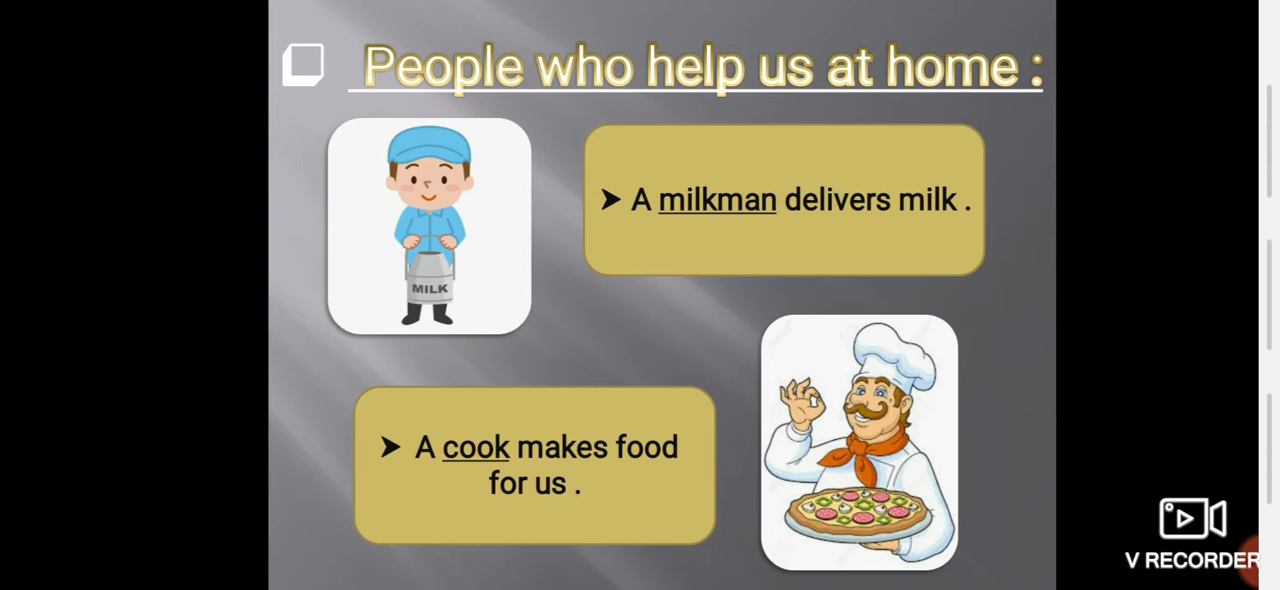 People who help us at home :
MILK
➤ A milkman delivers milk .
➤ A cook makes food
for us .
V RECORDER